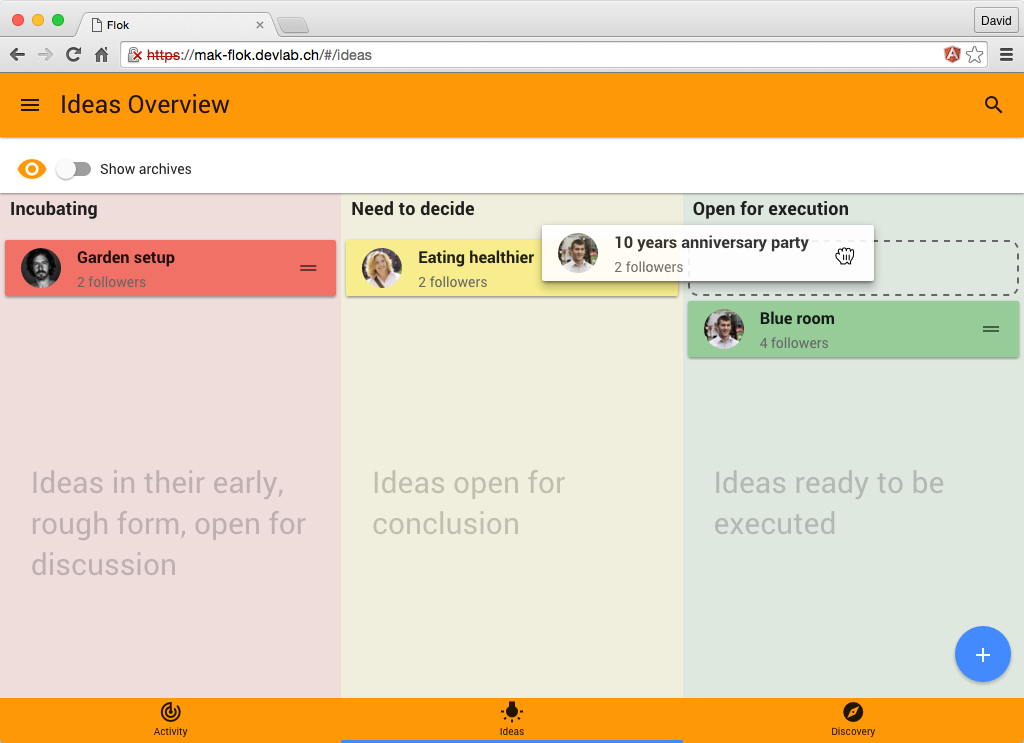 Flok
David
https://mak-flok.devlab.ch/#/ideas
Ideas Overview
Show archives
Incubating
Garden setup
2 followers
Ideas in their early,
rough form, open for
discussion
Need to decide
Eating healthier
2 followers
Ideas open for
conclusion
Open for execution
10 years anniversary party
2 followers
Blue room
4 followers
Ideas ready to be
executed
Activity
Ideas
Discovery